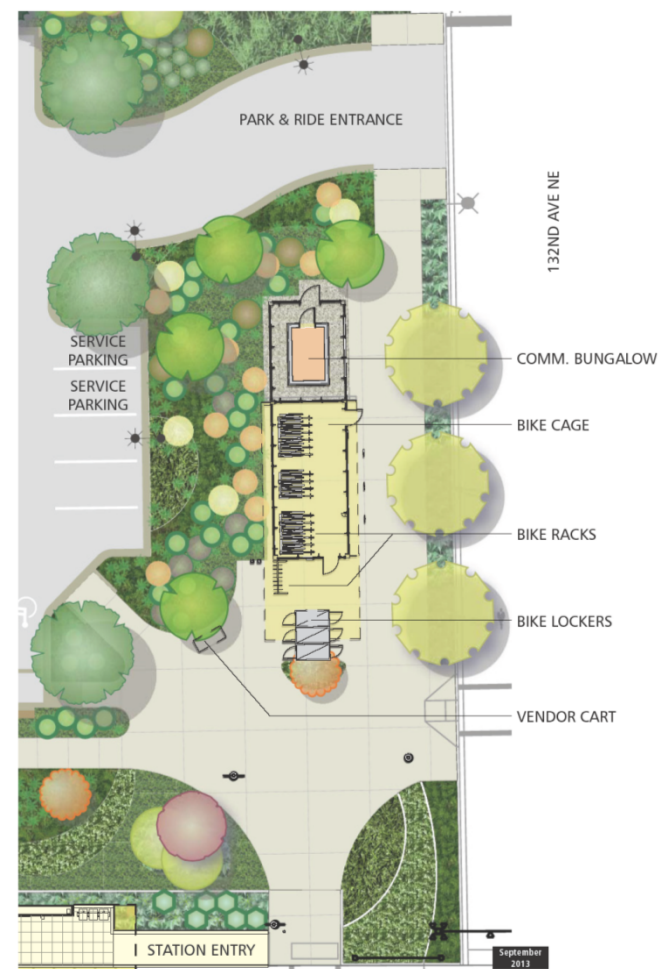 PARK & RIDE ENTRANCE
132ND AVE NE
SERVICE
PARKING
SERVICE
PARKING
COMM. BUNGALOW
BIKE CAGE
BIKE RACKS
BIKE LOCKERS
VENDOR CART
STATION ENTRY
September
2013